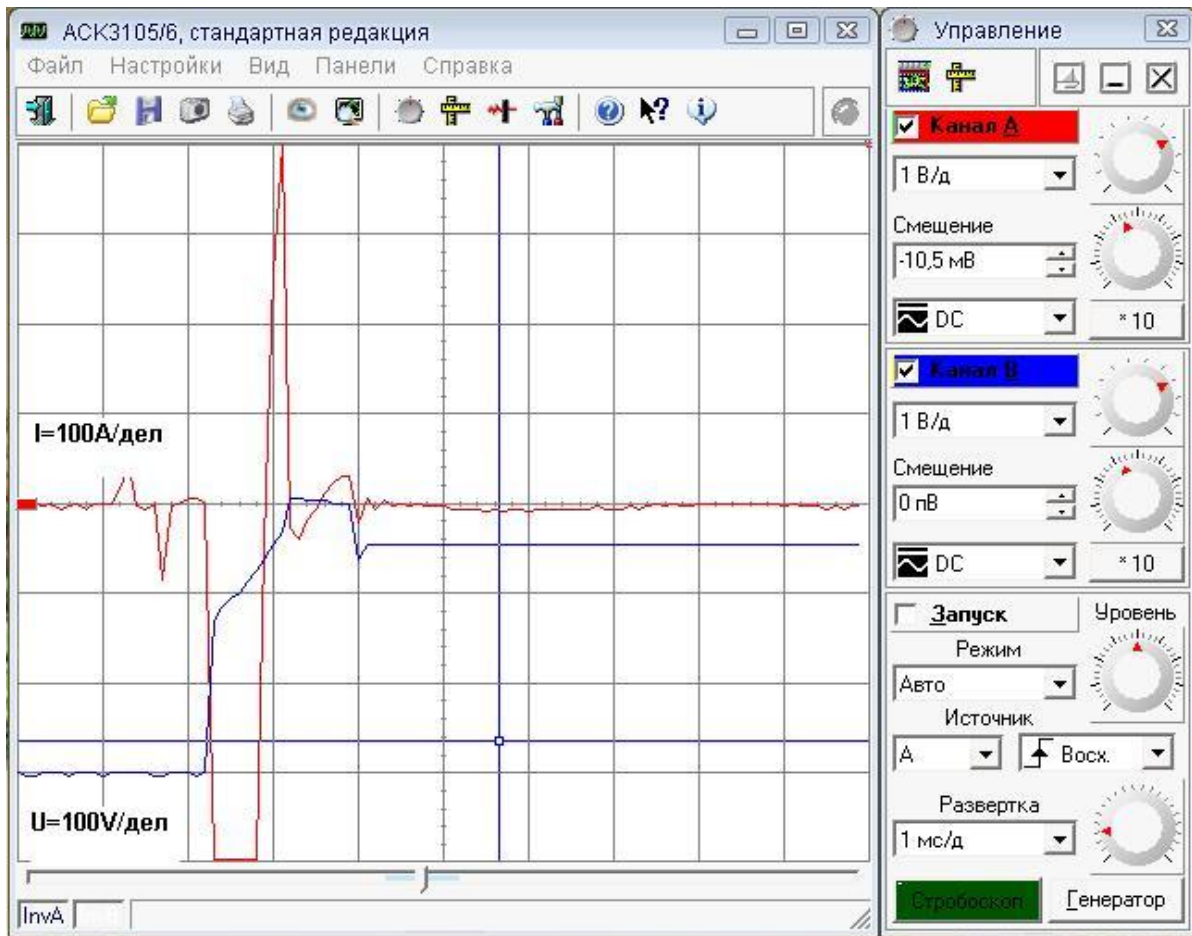 АСК3105/6, стандартная редакция
Файл Настройки Вид Панели Справка
I=100А/дел
U=100V/дел
InvA
Управление
Канал А
1 В/д
Смещение
-10,5 мВ
DC
* 10
Канал В
1 В/д
Смещение
0 пВ
DC
* 10
Запуск
Уровень
Режим
Авто
Источник
А
Восх.
Развертка
1 мс/д
Стробоскоп
Генератор